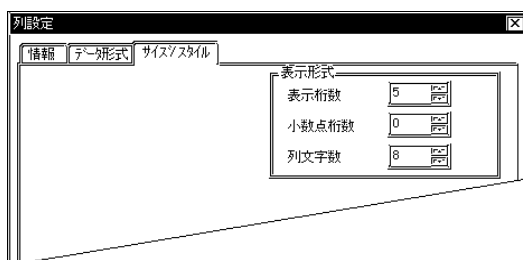 列設定
情報 データ形式 サイズ/スタイル
表示形式
表示桁数 5
小数点桁数 0
列文字数 8